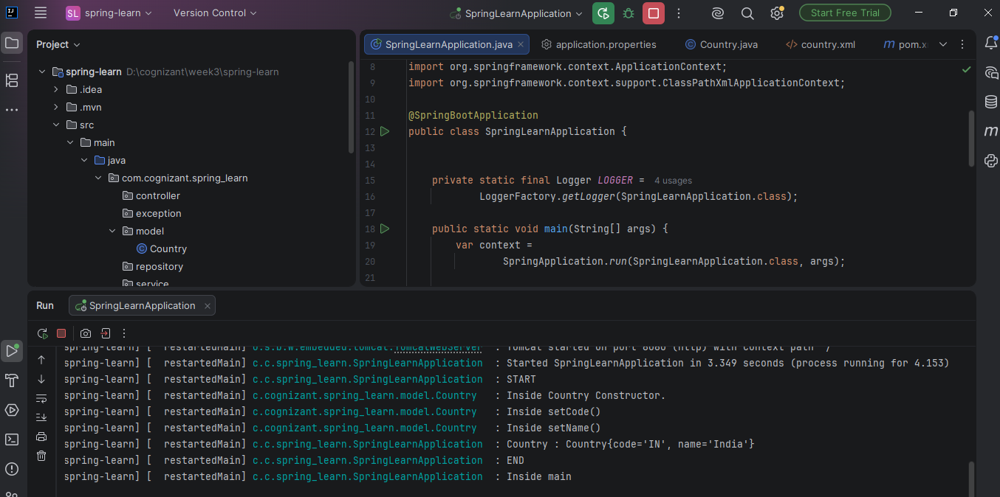 SL spring-learn Version Control SpringLearnApplication Start Free Trial
Project
spring-learn D:\cognizant\week3\spring-learn
.idea
.mvn
src
main
java
com.cognizant.spring_learn
controller
exception
model
Country
repository
service
SpringLearnApplication.java application.properties Country.java country.xml pom.x
8 import org.springframework.context.ApplicationContext;
9 import org.springframework.context.support.ClassPathXmlApplicationContext;
10
11 @SpringBootApplication
12 public class SpringLearnApplication {
13
14
15 private static final Logger LOGGER = 4 usages
16 LoggerFactory.getLogger(SpringLearnApplication.class);
17
18 public static void main(String[] args) {
19 var context =
20 SpringApplication.run(SpringLearnApplication.class, args);
21
Run SpringLearnApplication
spring-learn] [  restartedMain] o.s.b.w.embedded.tomcat.TomcatWebServer : Tomcat started on port 8080 (http) with context path '/'
spring-learn] [  restartedMain] c.c.spring_learn.SpringLearnApplication : Started SpringLearnApplication in 3.349 seconds (process running for 4.153)
spring-learn] [  restartedMain] c.c.spring_learn.SpringLearnApplication : START
spring-learn] [  restartedMain] c.cognizant.spring_learn.model.Country : Inside Country Constructor.
spring-learn] [  restartedMain] c.cognizant.spring_learn.model.Country : Inside setCode()
spring-learn] [  restartedMain] c.cognizant.spring_learn.model.Country : Inside setName()
spring-learn] [  restartedMain] c.c.spring_learn.SpringLearnApplication : Country : Country{code='IN', name='India'}
spring-learn] [  restartedMain] c.c.spring_learn.SpringLearnApplication : END
spring-learn] [  restartedMain] c.c.spring_learn.SpringLearnApplication : Inside main